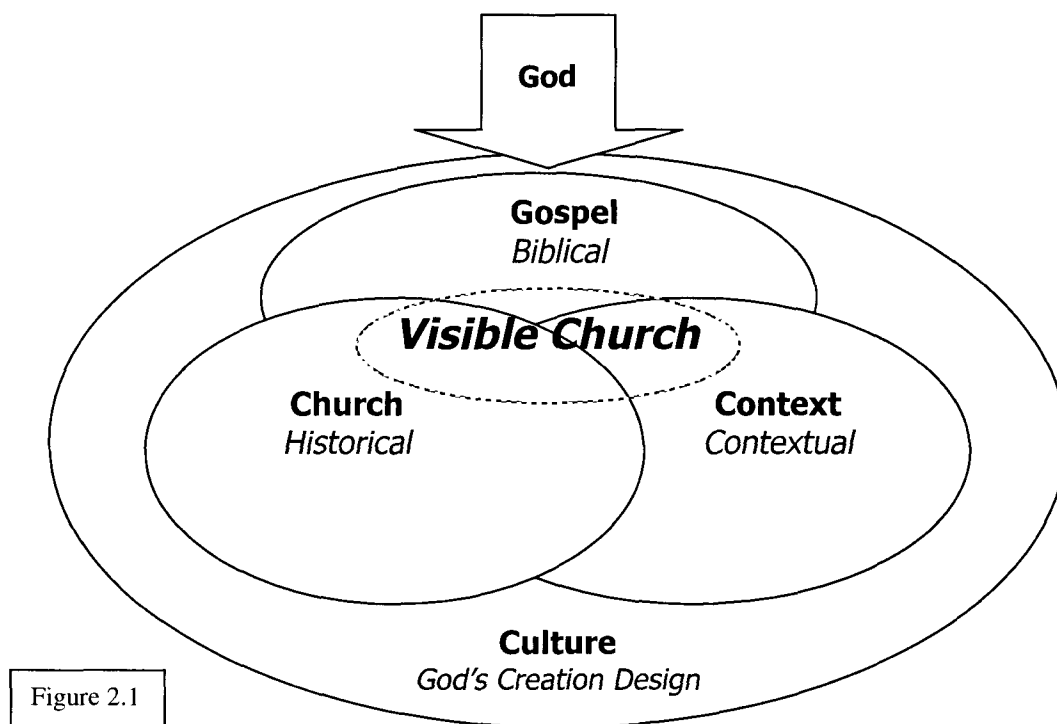 God
Gospel
Biblical
Visible Church
Church
Historical
Context
Contextual
Culture
God's Creation Design
Figure 2.1